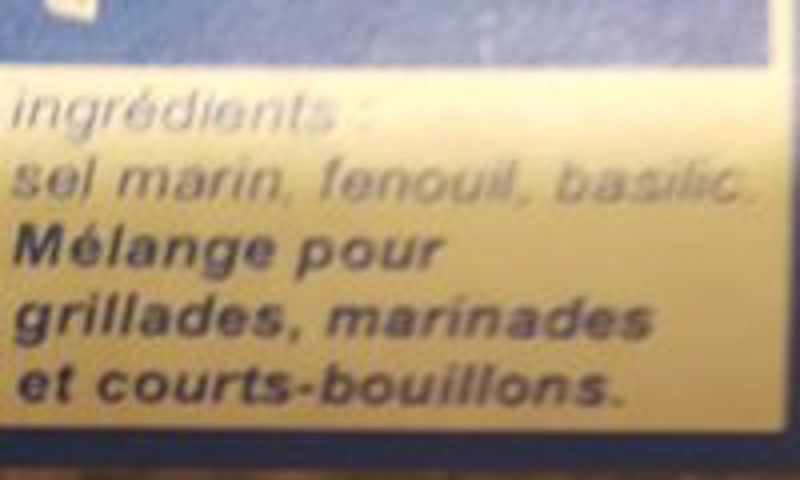 ingrédients :
sel marin, fenouil, basilic.
Mélange pour
grillades, marinades
et courts-bouillons.